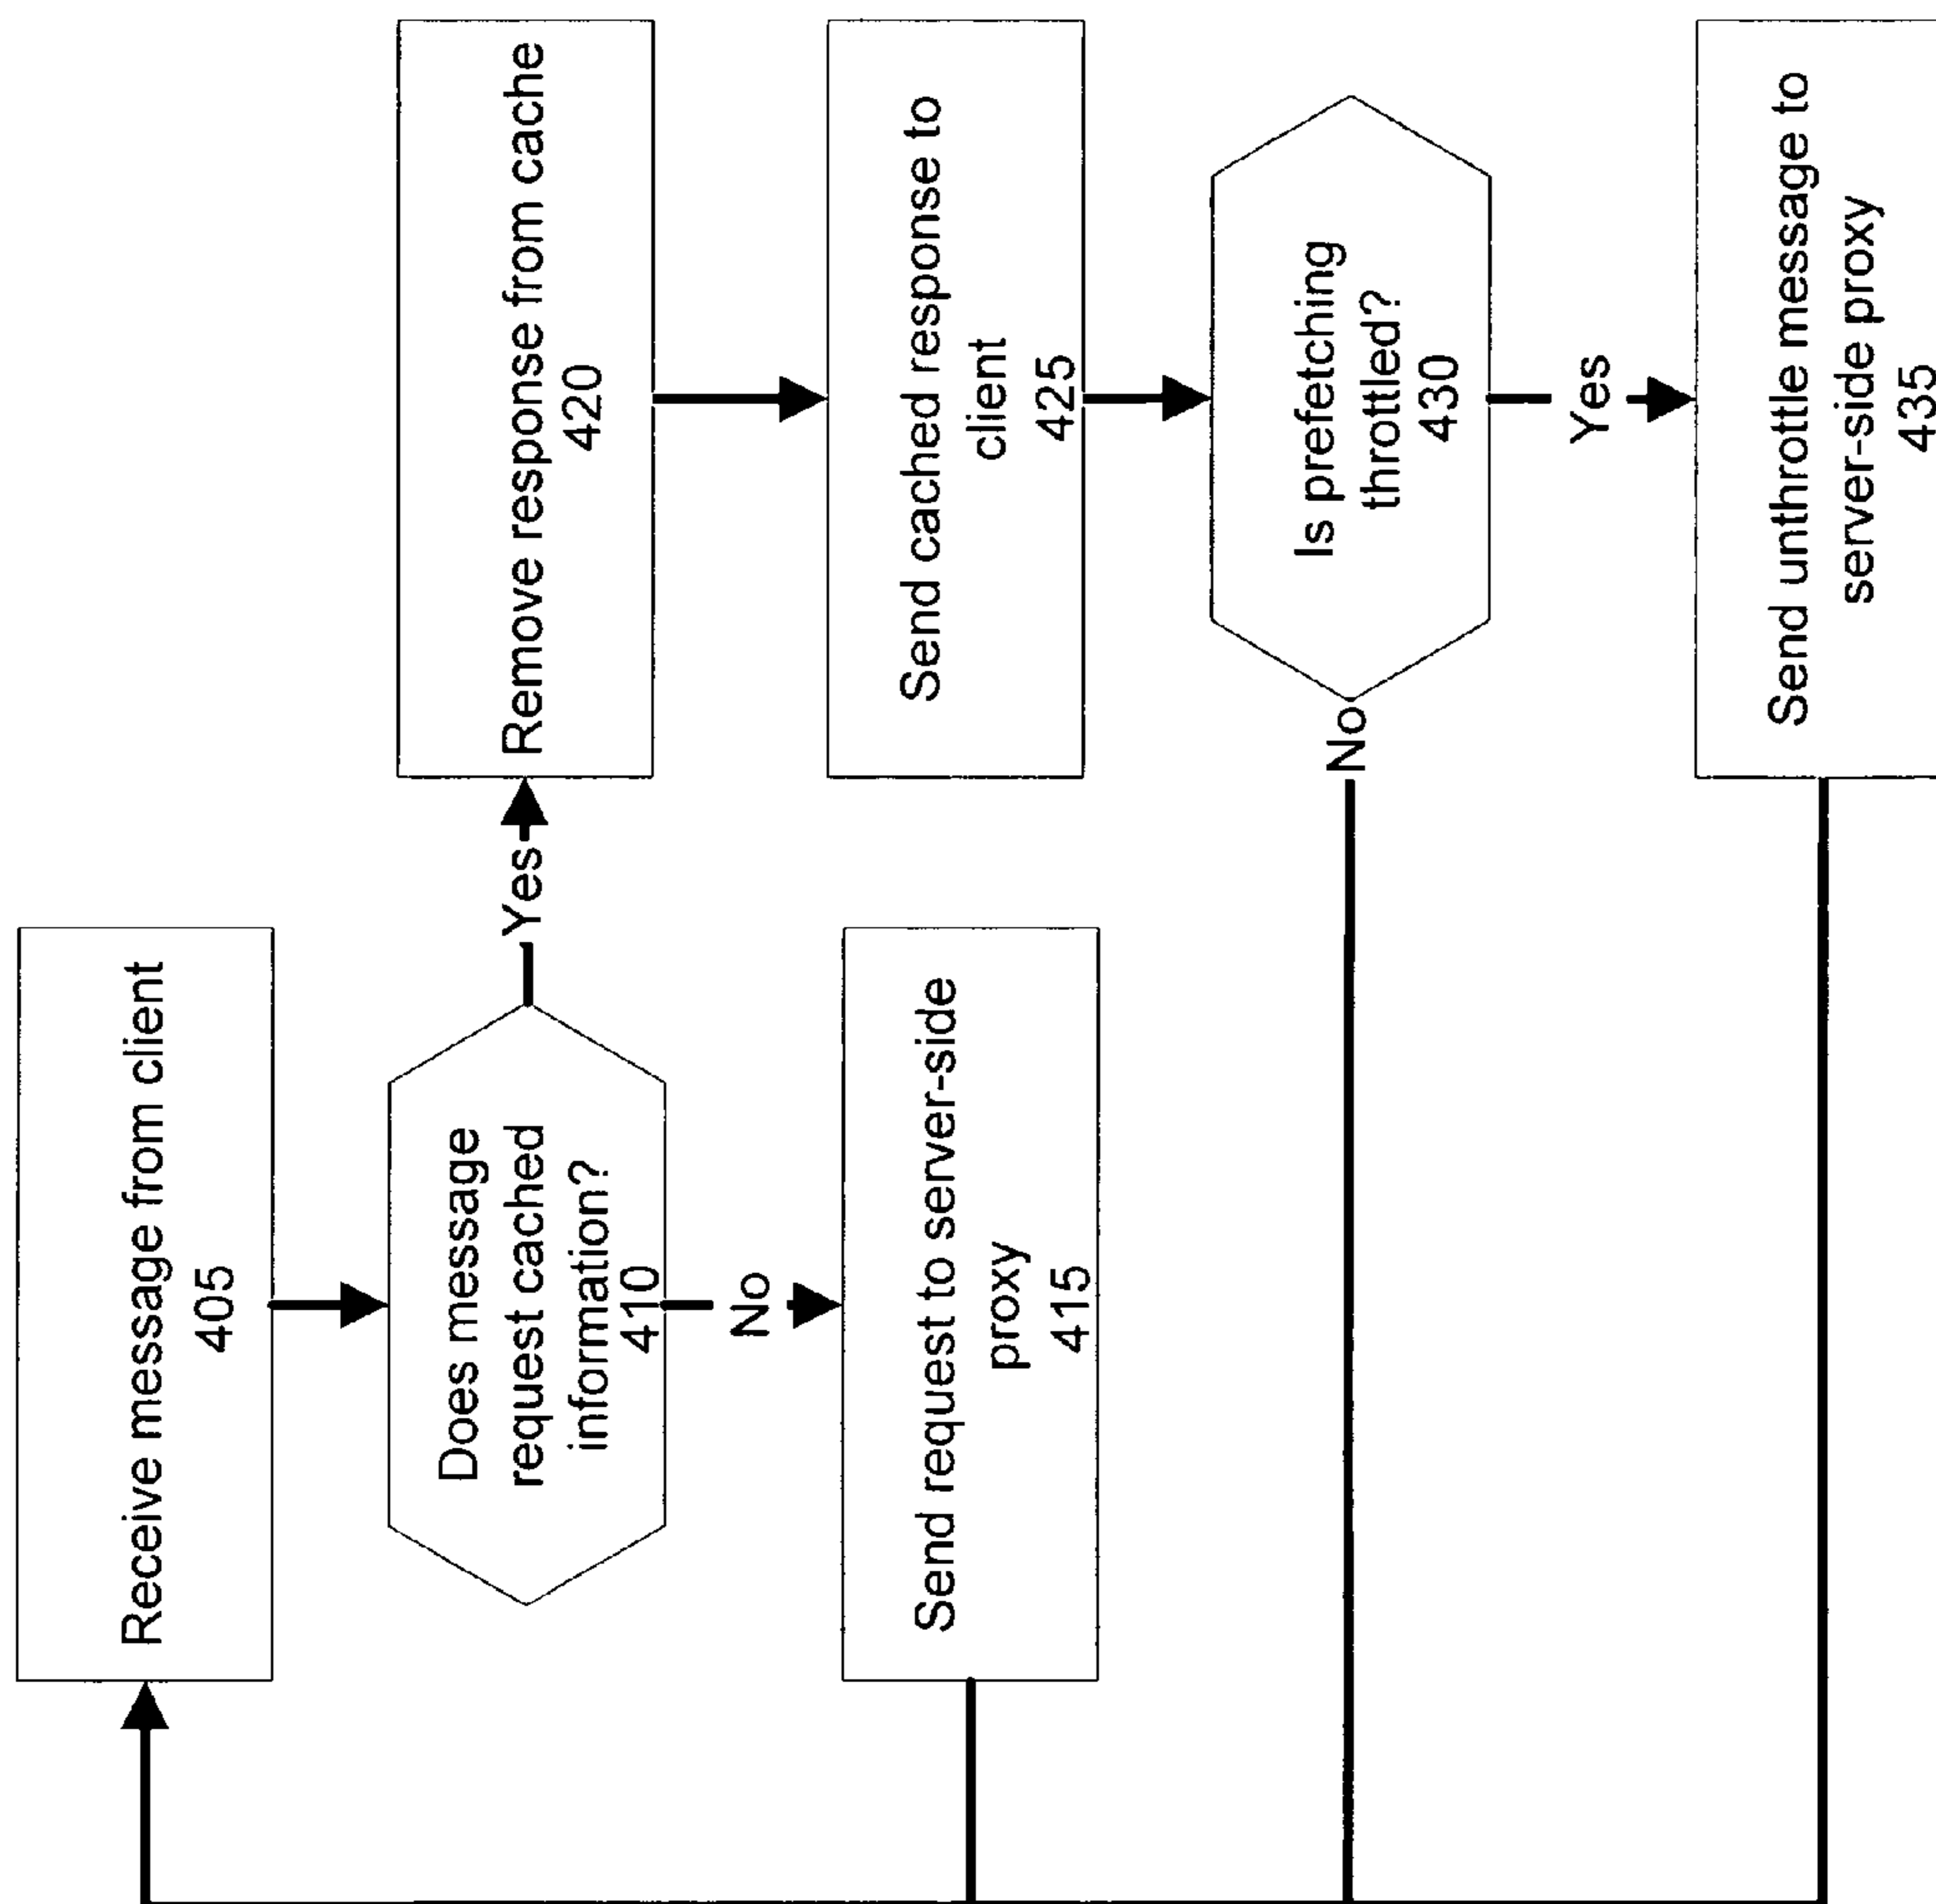 Receive message from client
405
Does message
request cached
information?
410
Yes
No
Send request to server-side
proxy
415
Remove response from cache
420
Send cached response to
client
425
Is prefetching
throttled?
430
No
Yes
Send unthrottle message to
server-side proxy
435